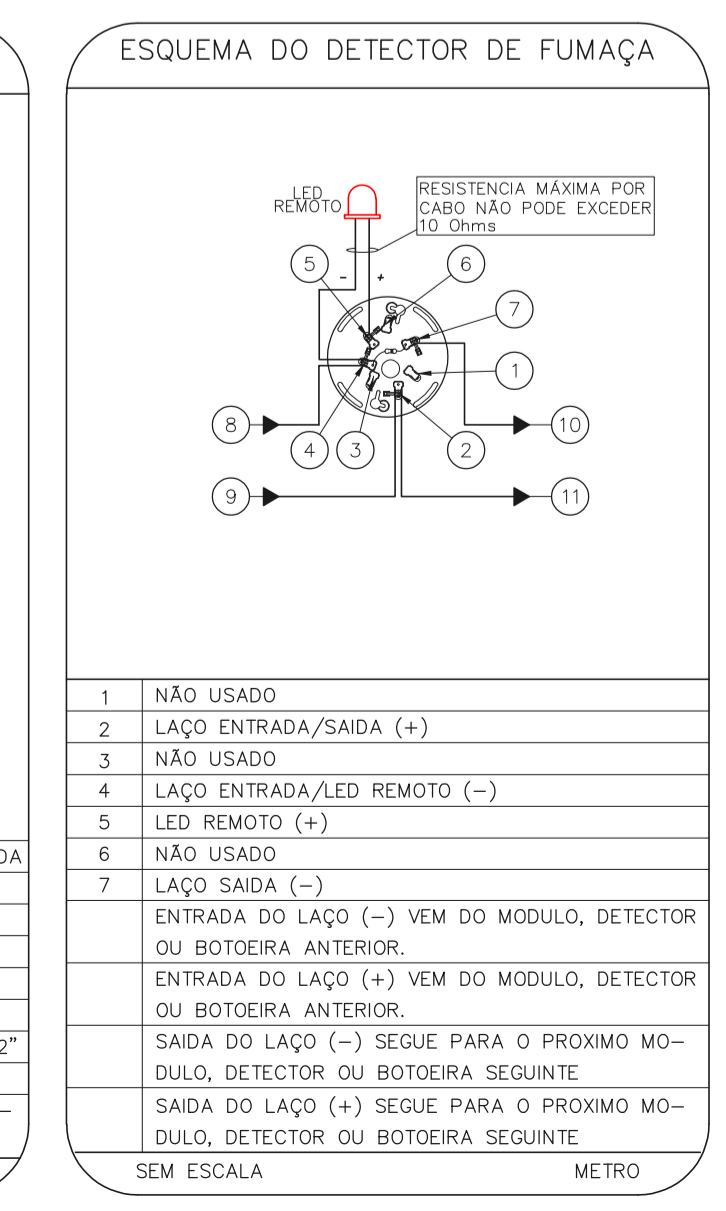 ESQUEMA DO DETECTOR DE FUMAÇA
LED
REMOTO
RESISTENCIA MÁXIMA POR
CABO NÃO PODE EXCEDER
10 Ohms
5
6
- +
7
1
8
10
4
3
2
9
11
1 NÃO USADO
2 LAÇO ENTRADA/SAIDA (+)
3 NÃO USADO
4 LAÇO ENTRADA/LED REMOTO (-)
5 LED REMOTO (+)
6 NÃO USADO
7 LAÇO SAIDA (-)
ENTRADA DO LAÇO (-) VEM DO MODULO, DETECTOR
OU BOTOEIRA ANTERIOR.
ENTRADA DO LAÇO (+) VEM DO MODULO, DETECTOR
OU BOTOEIRA ANTERIOR.
SAIDA DO LAÇO (-) SEGUE PARA O PROXIMO MO-
DULO, DETECTOR OU BOTOEIRA SEGUINTE
SAIDA DO LAÇO (+) SEGUE PARA O PROXIMO MO-
DULO, DETECTOR OU BOTOEIRA SEGUINTE
SEM ESCALA METRO
DA
2"
-